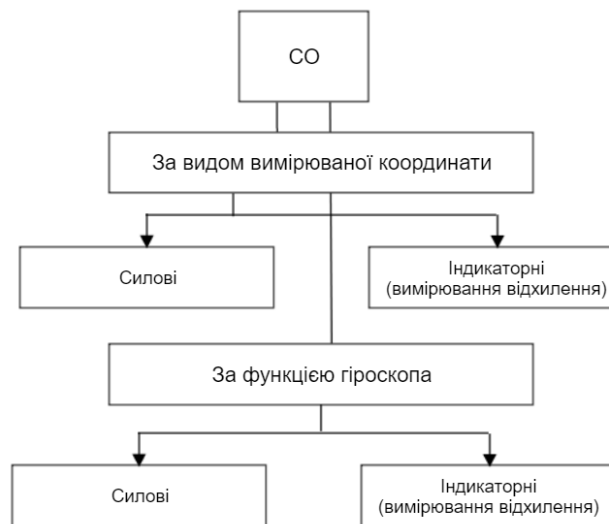 СО
За видом вимірюваної координати
Силові
Індикаторні
(вимірювання відхилення)
За функцією гіроскопа
Силові
Індикаторні
(вимірювання відхилення)